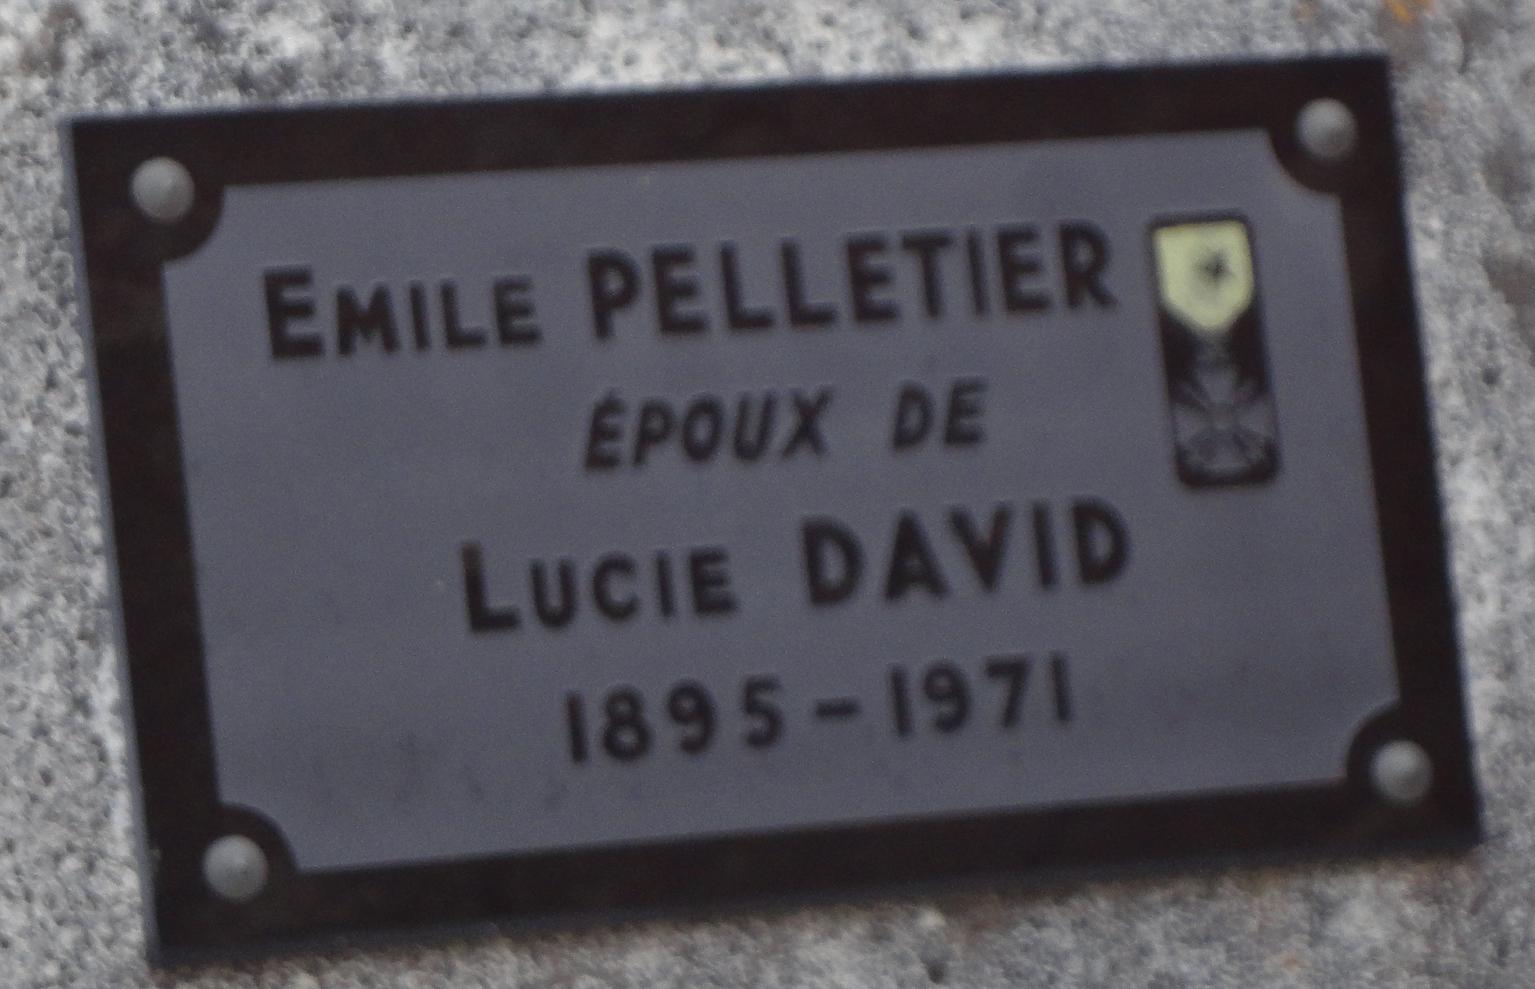 EMILE PELLETIER
ÉPOUX DE
LUCIE DAVID
1895-1971